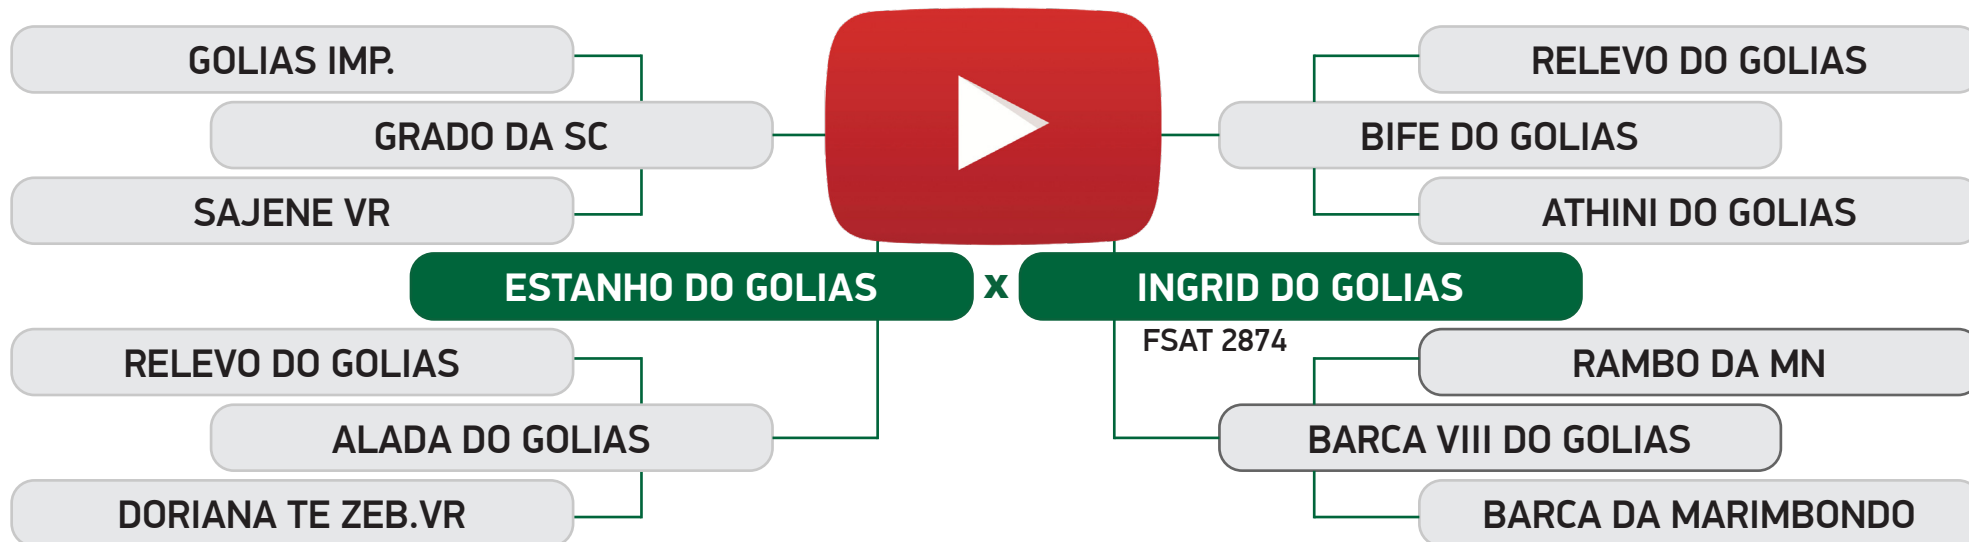 GOLIAS IMP.
GRADO DA SC
SAJENE VR
RELEVO DO GOLIAS
BIFE DO GOLIAS
ATHINI DO GOLIAS
ESTANHO DO GOLIAS x INGRID DO GOLIAS
FSAT 2874
RELEVO DO GOLIAS
ALADA DO GOLIAS
DORIANA TE ZEB.VR
RAMBO DA MN
BARCA VIII DO GOLIAS
BARCA DA MARIMBONDO